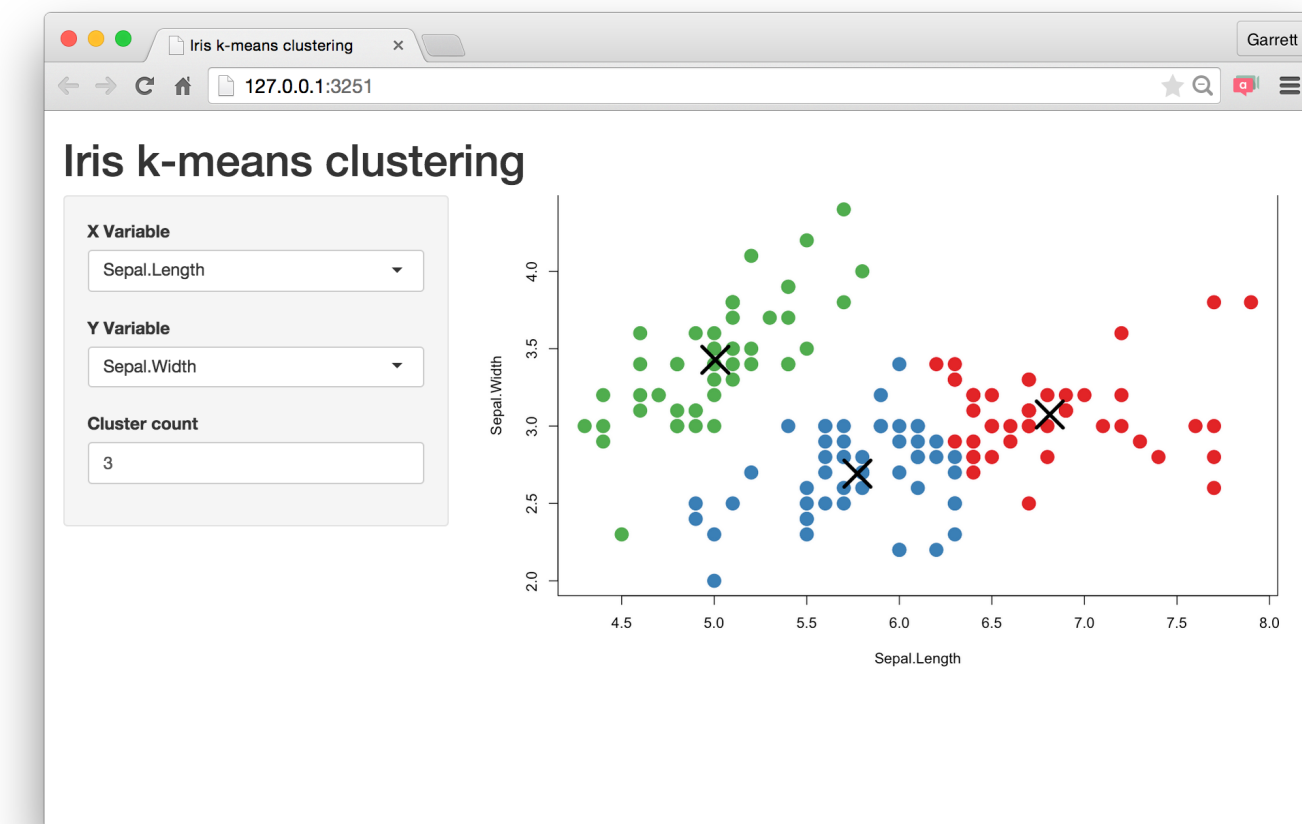 Iris k-means clustering
Garrett
127.0.0.1:3251
a
Iris k-means clustering
X Variable
Sepal.Length
Y Variable
Sepal.Width
Cluster count
3
Sepal.Width
4.0
3.5
3.0
2.5
2.0
4.5 5.0 5.5 6.0 6.5 7.0 7.5 8.0
Sepal.Length